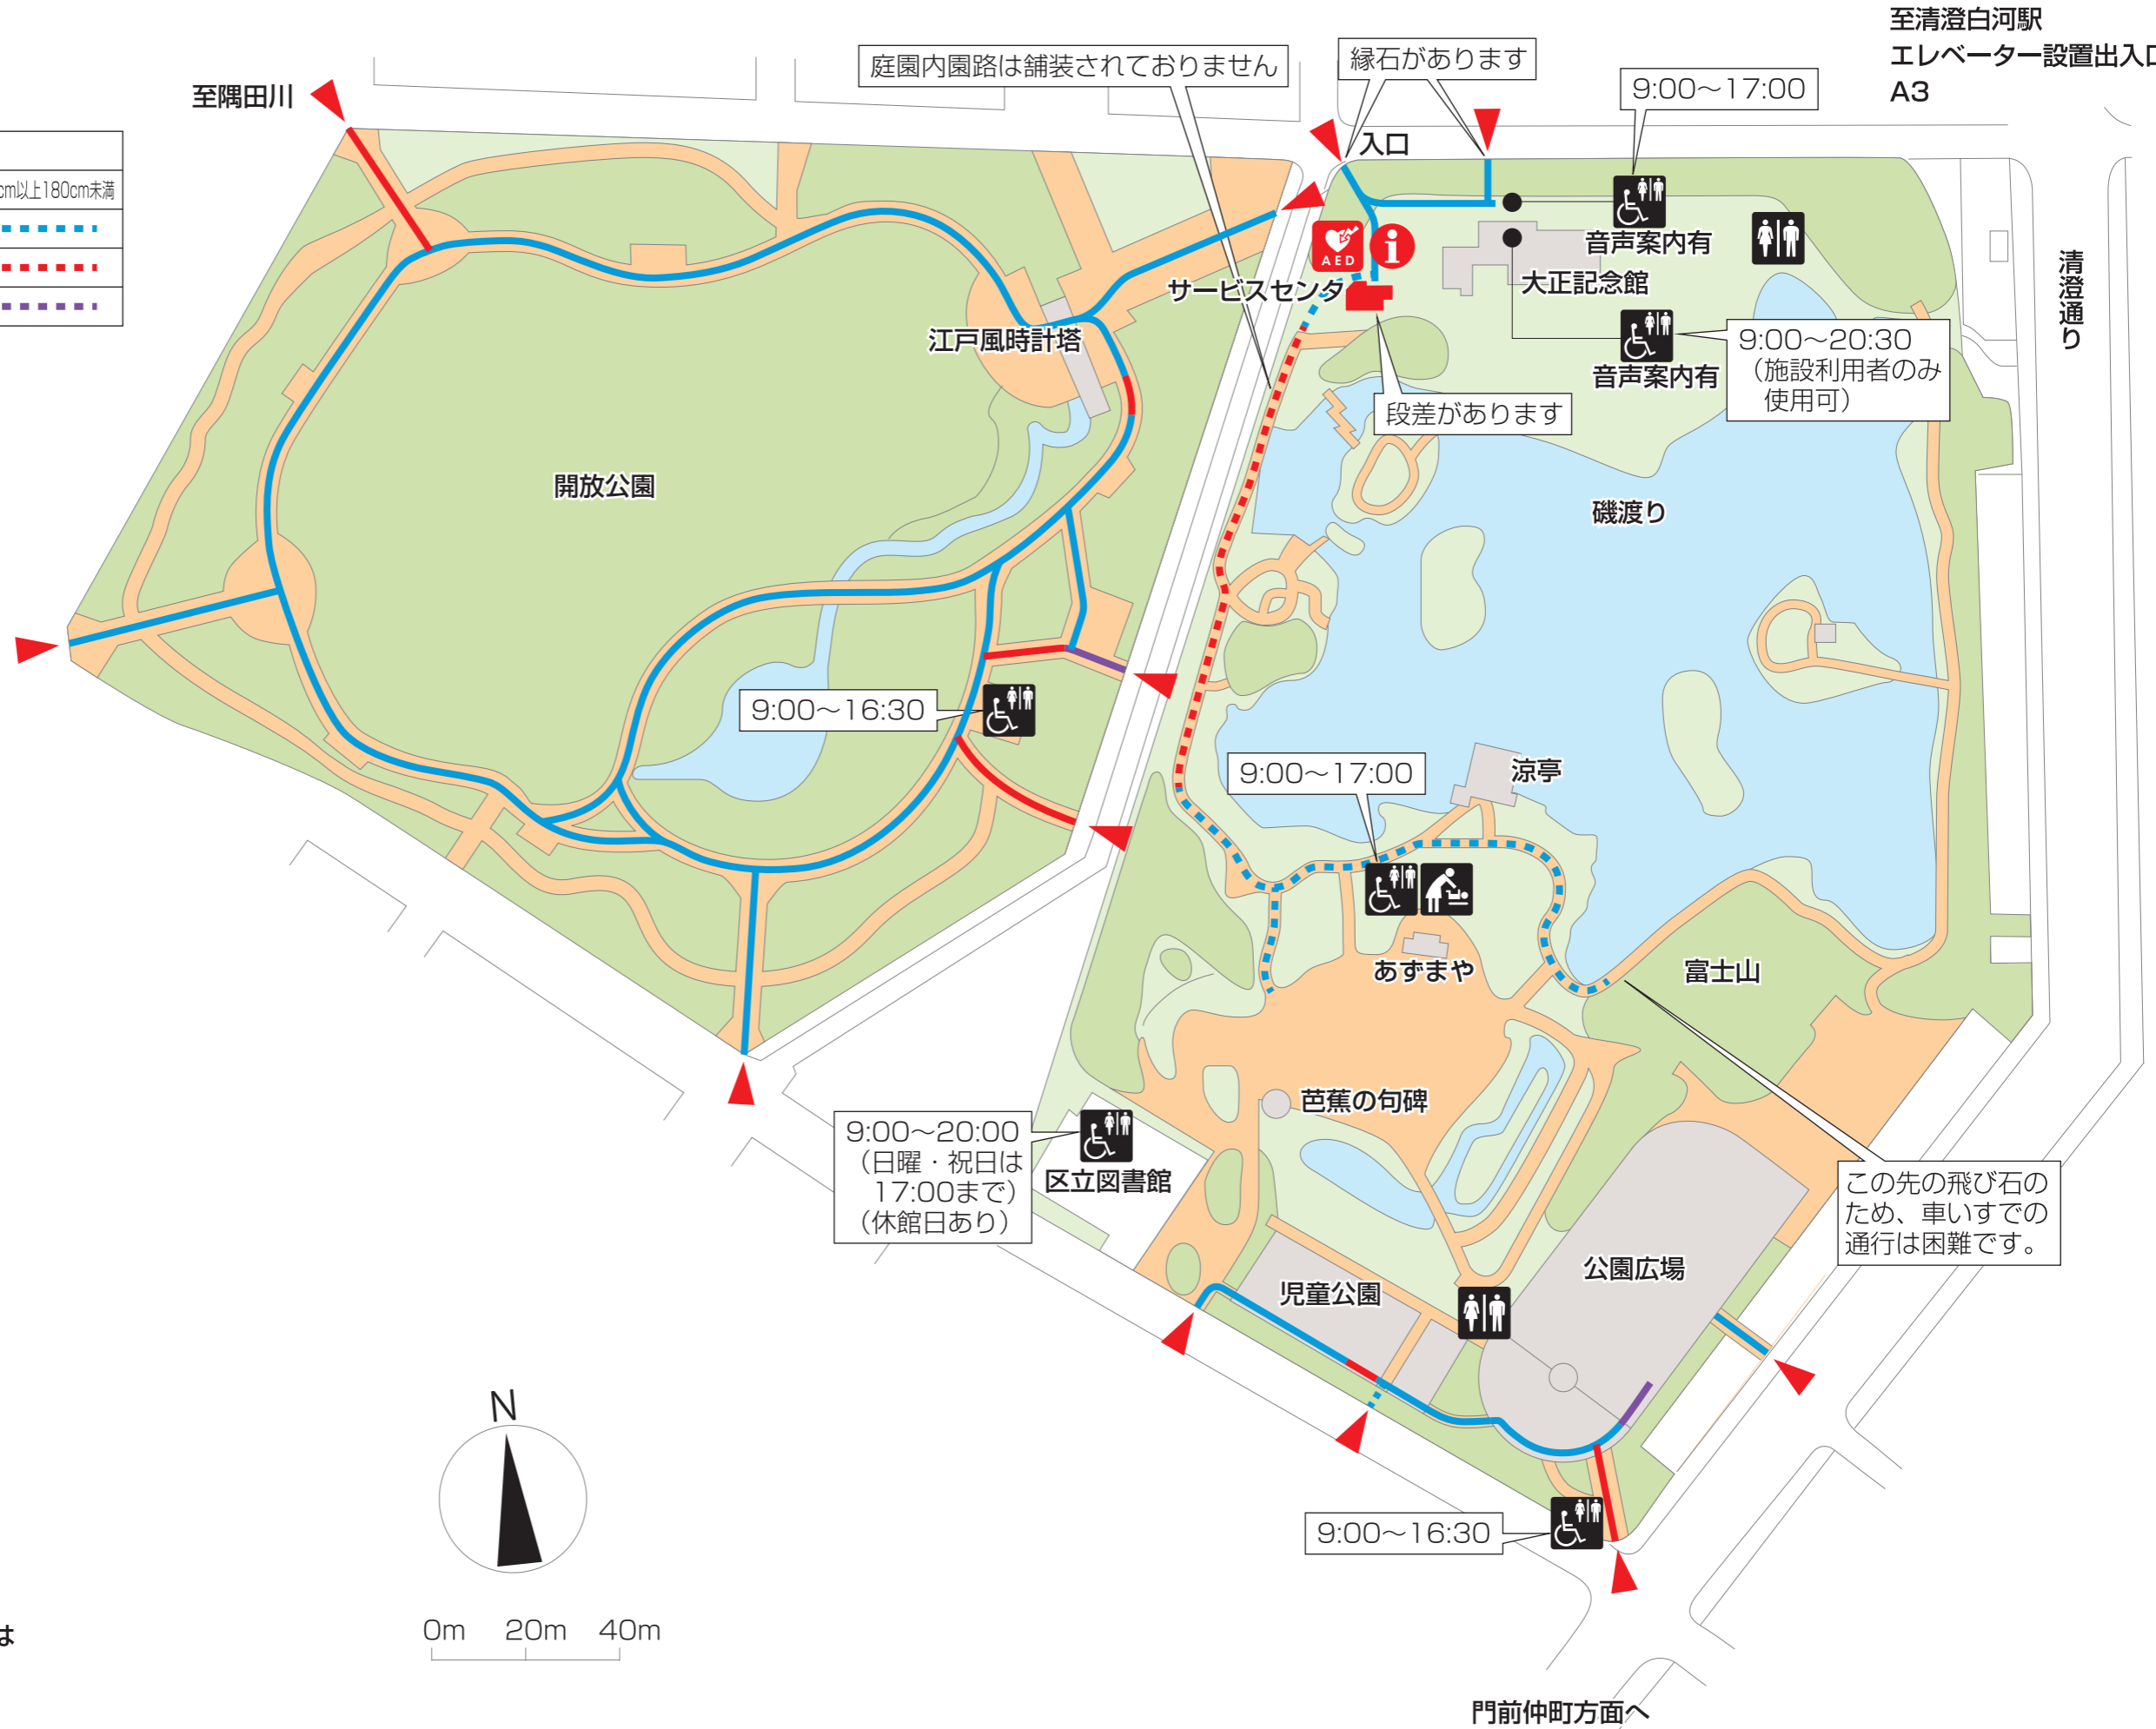 至清澄白河駅
エレベーター設置出入口
A3
庭園内園路は舗装されておりません
縁石があります
9:00〜17:00
至隅田川
入口
cm以上180cm未満
音声案内有
AED
i
サービスセンタ
大正記念館
清澄通り
江戸風時計塔
9:00〜20:30
（施設利用者のみ
使用可）
音声案内有
段差があります
開放公園
磯渡り
9:00〜16:30
9:00〜17:00
涼亭
あずまや
富士山
芭蕉の句碑
9:00〜20:00
（日曜・祝日は
17:00まで）
（休館日あり）
区立図書館
この先の飛び石の
ため、車いすでの
通行は困難です。
公園広場
児童公園
N
9:00〜16:30
0m 20m 40m
は
門前仲町方面へ